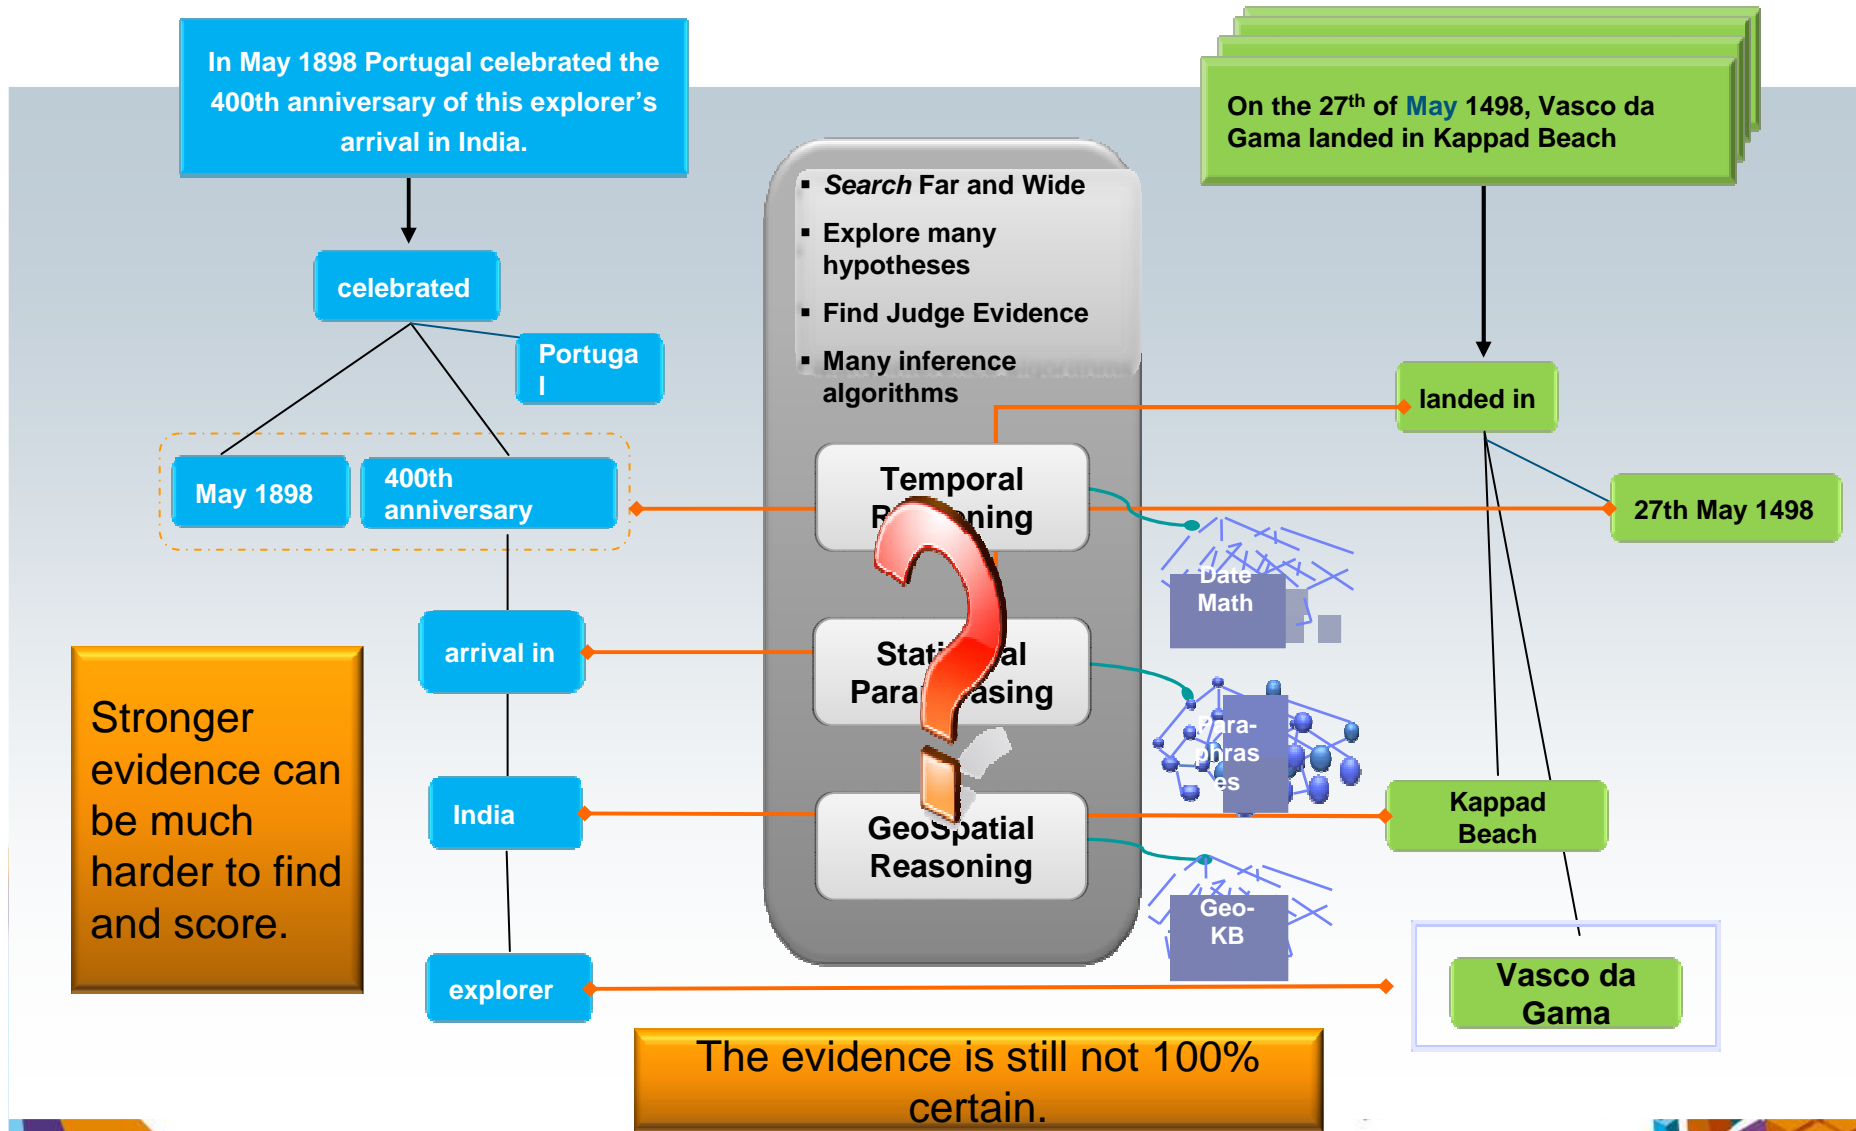 In May 1898 Portugal celebrated the
400th anniversary of this explorer's
arrival in India.
On the 27th of May 1498, Vasco da
Gama landed in Kappad Beach
▪ Search Far and Wide
▪ Explore many
hypotheses
▪ Find Judge Evidence
▪ Many inference
algorithms
celebrated
Portuga
l
landed in
May 1898
400th
anniversary
Temporal
27th May 1498
Date
Math
arrival in
Stronger
evidence can
be much
harder to find
and score.
Para-
phras
es
India
GeoSpatial
Reasoning
Kappad
Beach
Geo-
KB
explorer
Vasco da
Gama
The evidence is still not 100%
certain.